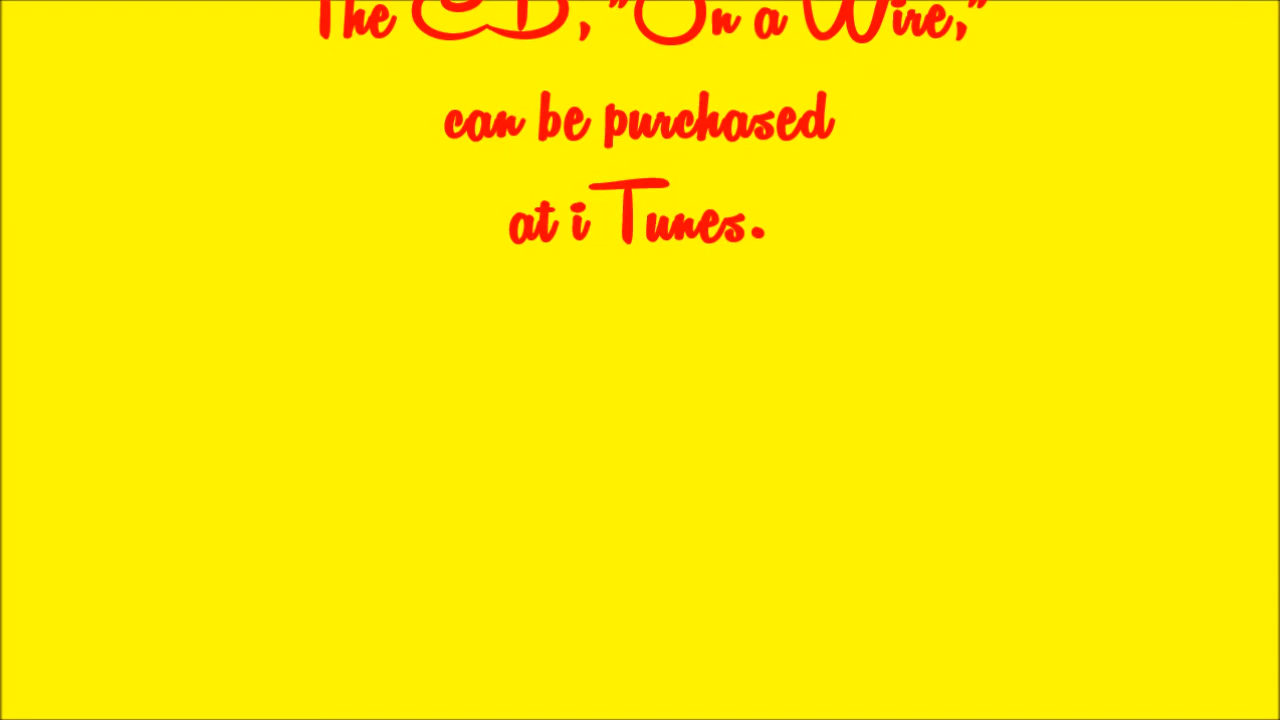 The CD, "On a Wire,"
can be purchased
at iTunes.